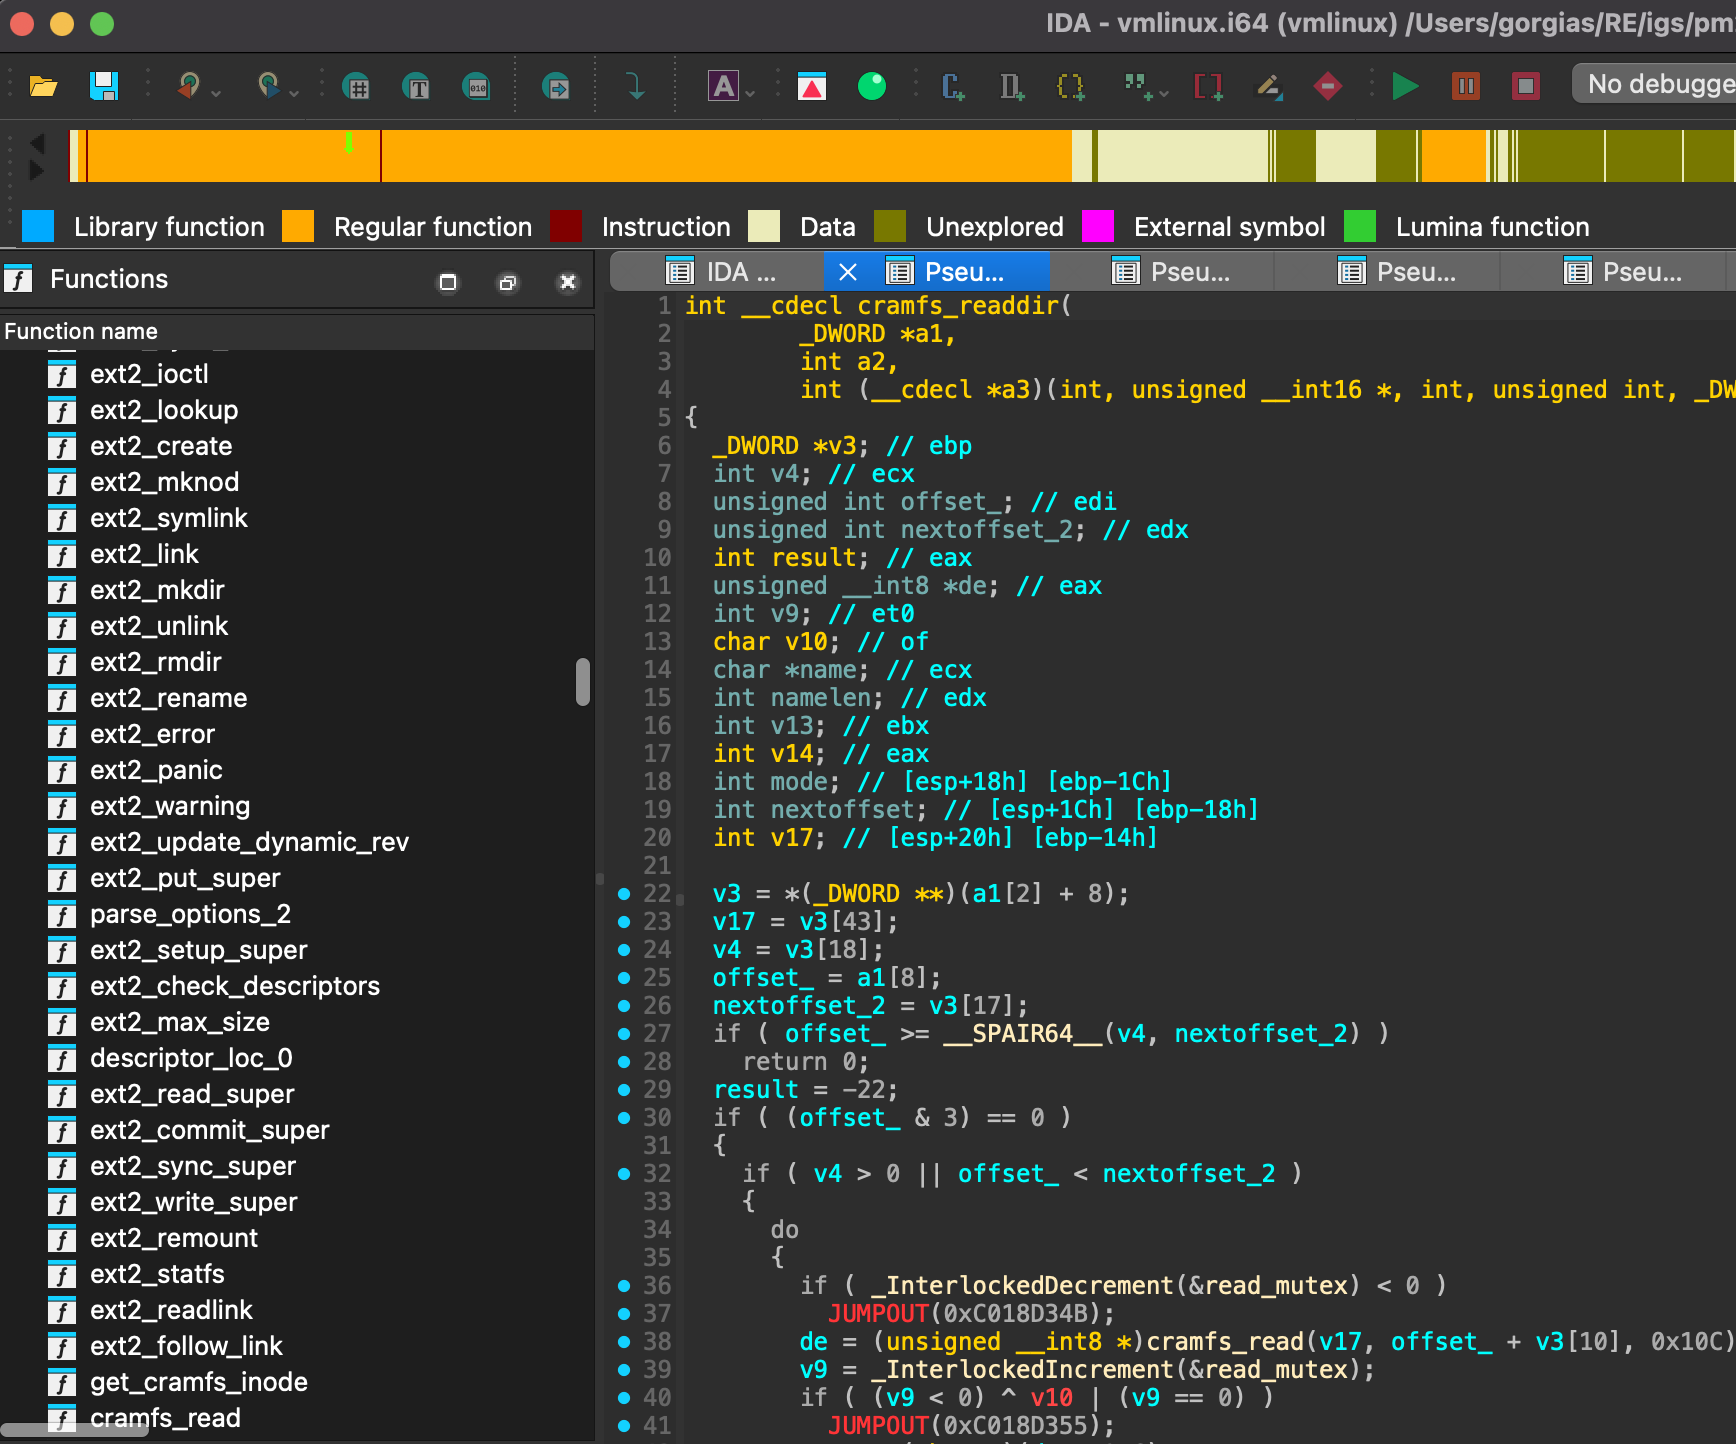 IDA - vmlinux.i64 (vmlinux) /Users/gorgias/RE/igs/pm
No debugge
Library function Regular function Instruction Data Unexplored External symbol Lumina function
Functions
Function name
ext2_ioctl
ext2_lookup
ext2_create
ext2_mknod
ext2_symlink
ext2_link
ext2_mkdir
ext2_unlink
ext2_rmdir
ext2_rename
ext2_error
ext2_panic
ext2_warning
ext2_update_dynamic_rev
ext2_put_super
parse_options_2
ext2_setup_super
ext2_check_descriptors
ext2_max_size
descriptor_loc_0
ext2_read_super
ext2_commit_super
ext2_sync_super
ext2_write_super
ext2_remount
ext2_statfs
ext2_readlink
ext2_follow_link
get_cramfs_inode
cramfs_read
IDA ... Pseu... Pseu... Pseu... Pseu...
1 int __cdecl cramfs_readdir(
2 _DWORD *a1,
3 int a2,
4 int (__cdecl *a3)(int, unsigned __int16 *, int, unsigned int, _DW
5 {
6 _DWORD *v3; // ebp
7 int v4; // ecx
8 unsigned int offset_; // edi
9 unsigned int nextoffset_2; // edx
10 int result; // eax
11 unsigned __int8 *de; // eax
12 int v9; // et0
13 char v10; // of
14 char *name; // ecx
15 int namelen; // edx
16 int v13; // ebx
17 int v14; // eax
18 int mode; // [esp+18h] [ebp-1Ch]
19 int nextoffset; // [esp+1Ch] [ebp-18h]
20 int v17; // [esp+20h] [ebp-14h]
21
22 v3 = *(_DWORD **)(a1[2] + 8);
23 v17 = v3[43];
24 v4 = v3[18];
25 offset_ = a1[8];
26 nextoffset_2 = v3[17];
27 if ( offset_ >= __SPAIR64__(v4, nextoffset_2) )
28 return 0;
29 result = -22;
30 if ( (offset_ & 3) == 0 )
31 {
32 if ( v4 > 0 || offset_ < nextoffset_2 )
33 {
34 do
35 {
36 if ( _InterlockedDecrement(&read_mutex) < 0 )
37 JUMPOUT(0xC018D34B);
38 de = (unsigned __int8 *)cramfs_read(v17, offset_ + v3[10], 0x10C)
39 v9 = _InterlockedIncrement(&read_mutex);
40 if ( (v9 < 0) ^ v10 | (v9 == 0) )
41 JUMPOUT(0xC018D355);